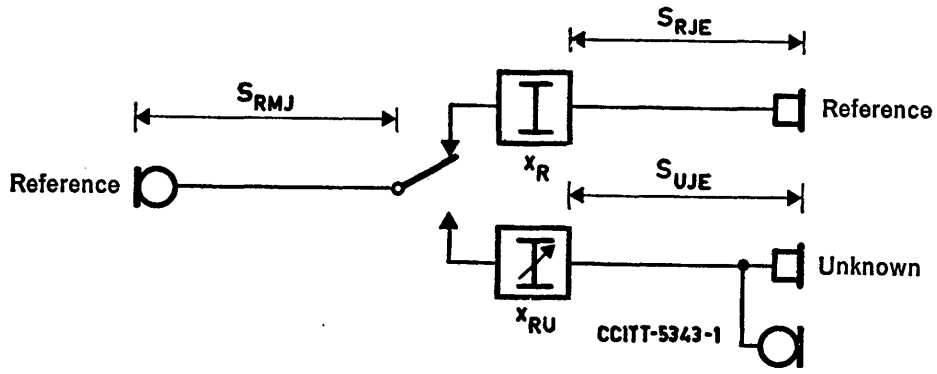 S_RJE
S_RMJ
Reference
Reference
x_R
S_UJE
Unknown
x_RU
CCITT-5343-1